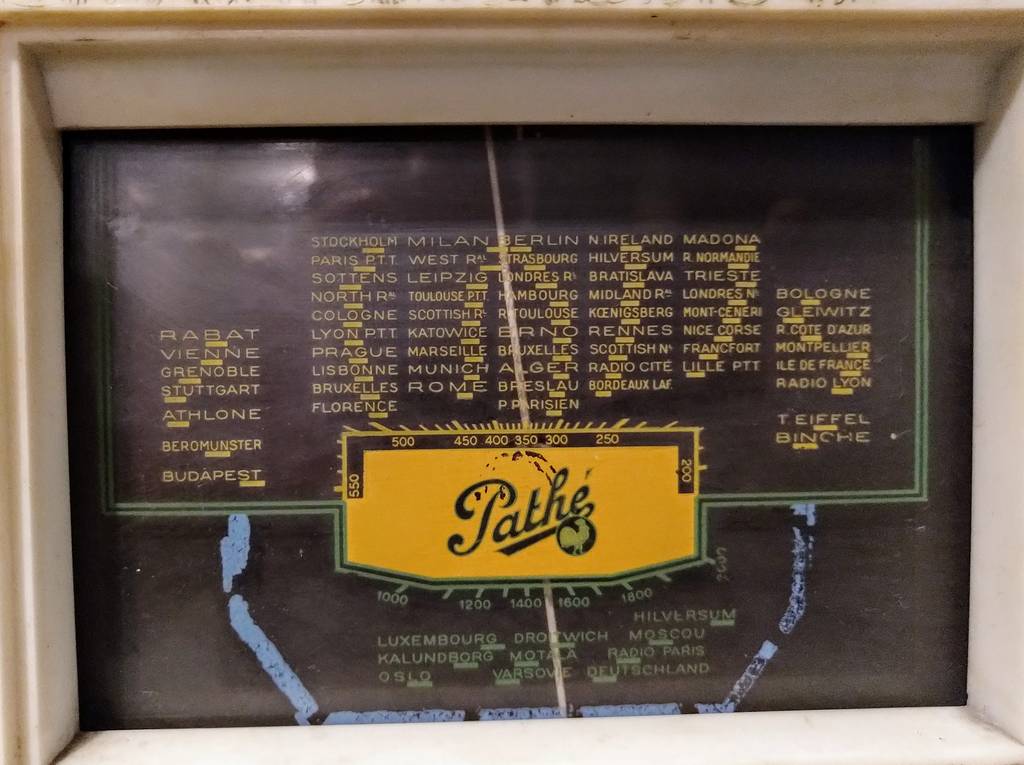 STOCKHOLM MILAN BERLIN N.IRELAND MADONA
PARIS P.T.T. WEST RAL STRASBOURG HILVERSUM R.NORMANDIE
SOTTENS LEIPZIG LONDRES RL BRATISLAVA TRIESTE
NORTH RAL TOULOUSE P.T.T. HAMBOURG MIDLAND RAL LONDRES NL BOLOGNE
COLOGNE SCOTTISH RL R.TOULOUSE KŒNIGSBERG MONT-CENERI GLEIWITZ
RABAT LYON PTT KATOWICE BRNO RENNES NICE CORSE R.COTE D'AZUR
VIENNE PRAGUE MARSEILLE BRUXELLES SCOTTISH NL FRANCFORT MONTPELLIER
GRENOBLE LISBONNE MUNICH ALGER RADIO CITÉ LILLE PTT ILE DE FRANCE
STUTTGART BRUXELLES ROME BRESLAU BORDEAUX LAF. RADIO LYON
ATHLONE FLORENCE P.PARISIEN T.EIFFEL
BEROMUNSTER BINCHE
BUDAPEST
550 500 450 400 350 300 250 200
Pathé
1000 1200 1400 1600 1800 2000
HILVERSUM
LUXEMBOURG DROITWICH MOSCOU
KALUNDBORG MOTALA RADIO PARIS
OSLO VARSOVIE DEUTSCHLAND